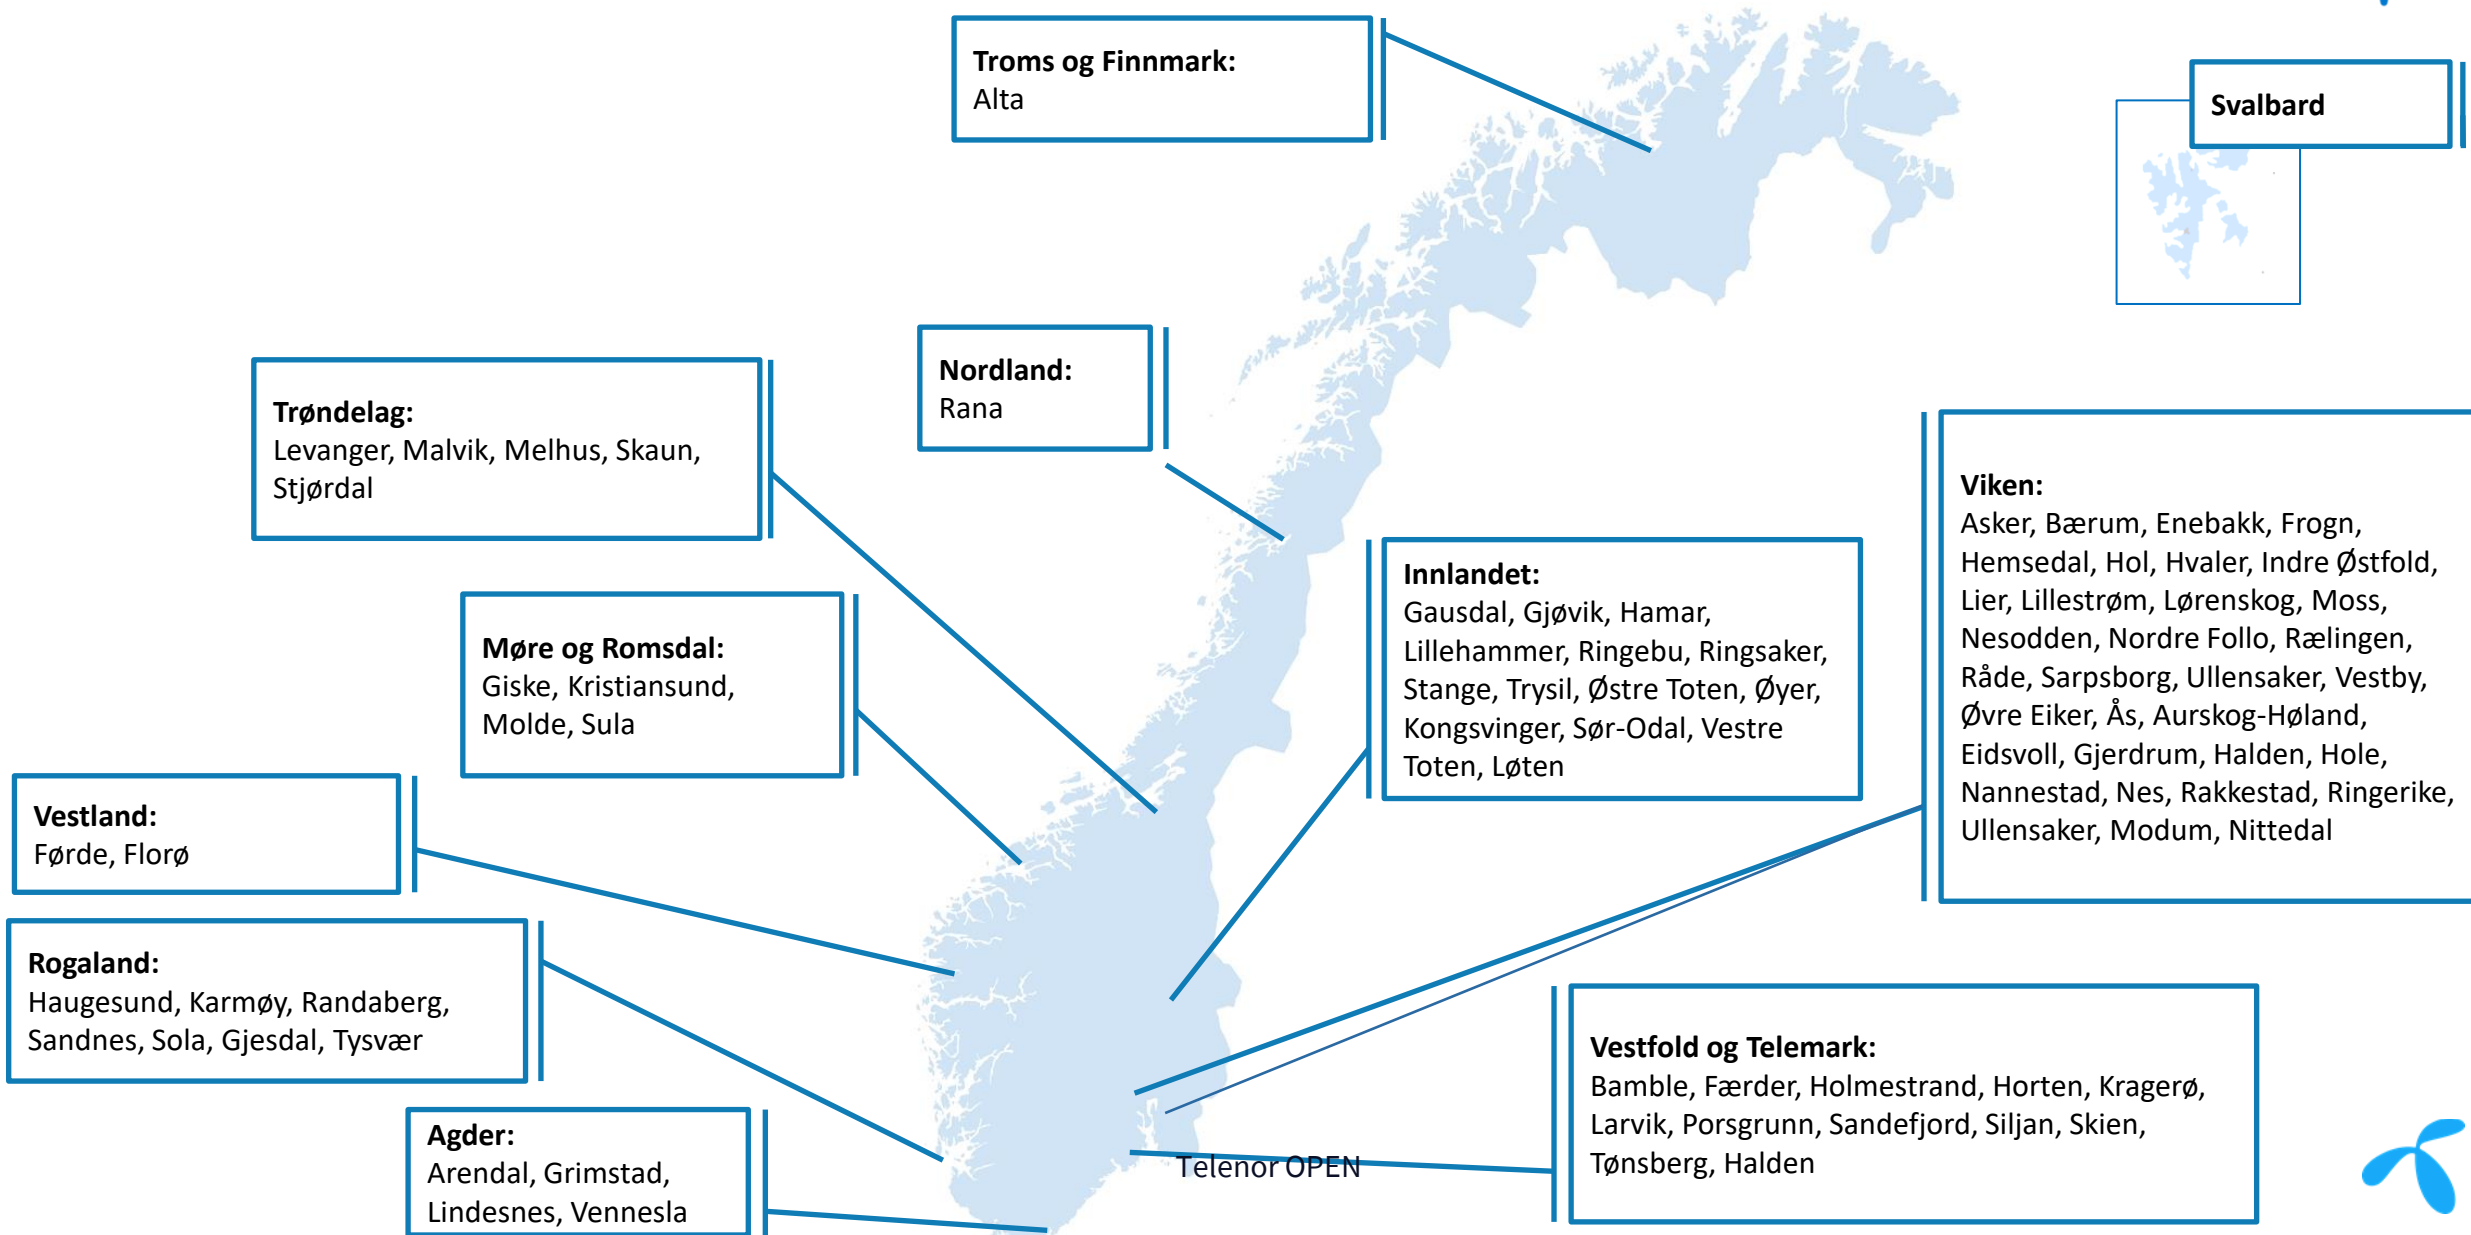 Troms og Finnmark:
Alta
Svalbard
Nordland:
Rana
Trøndelag:
Levanger, Malvik, Melhus, Skaun,
Stjørdal
Viken:
Asker, Bærum, Enebakk, Frogn,
Hemsedal, Hol, Hvaler, Indre Østfold,
Lier, Lillestrøm, Lørenskog, Moss,
Nesodden, Nordre Follo, Rælingen,
Råde, Sarpsborg, Ullensaker, Vestby,
Øvre Eiker, Ås, Aurskog-Høland,
Eidsvoll, Gjerdrum, Halden, Hole,
Nannestad, Nes, Rakkestad, Ringerike,
Ullensaker, Modum, Nittedal
Innlandet:
Gausdal, Gjøvik, Hamar,
Lillehammer, Ringebu, Ringsaker,
Stange, Trysil, Østre Toten, Øyer,
Kongsvinger, Sør-Odal, Vestre
Toten, Løten
Møre og Romsdal:
Giske, Kristiansund,
Molde, Sula
Vestland:
Førde, Florø
Rogaland:
Haugesund, Karmøy, Randaberg,
Sandnes, Sola, Gjesdal, Tysvær
Vestfold og Telemark:
Bamble, Færder, Holmestrand, Horten, Kragerø,
Larvik, Porsgrunn, Sandefjord, Siljan, Skien,
Tønsberg, Halden
Agder:
Arendal, Grimstad,
Lindesnes, Vennesla
Telenor OPEN